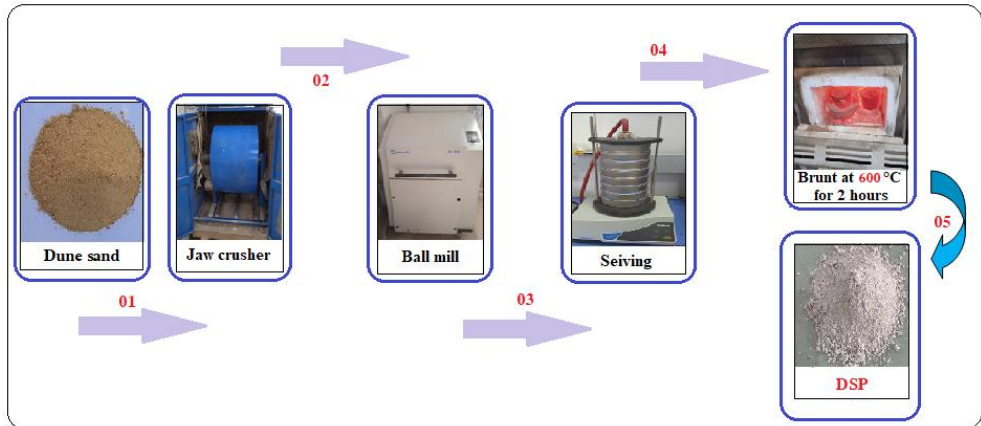 02
04
Brunt at 600 °C
for 2 hours
05
Dune sand
Jaw crusher
Ball mill
Seiving
01
03
DSP